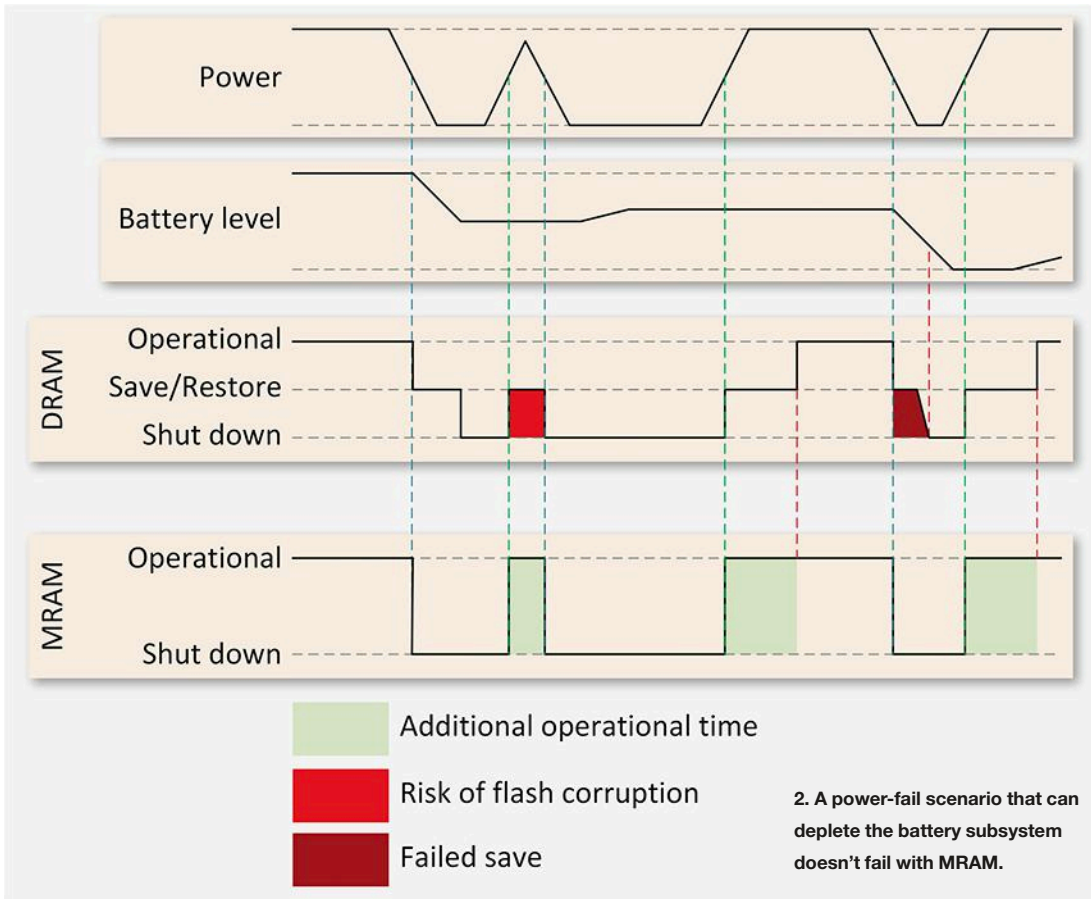 Power
Battery level
DRAM
Operational
Save/Restore
Shut down
MRAM
Operational
Shut down
Additional operational time
Risk of flash corruption
Failed save
2. A power-fail scenario that can
deplete the battery subsystem
doesn’t fail with MRAM.